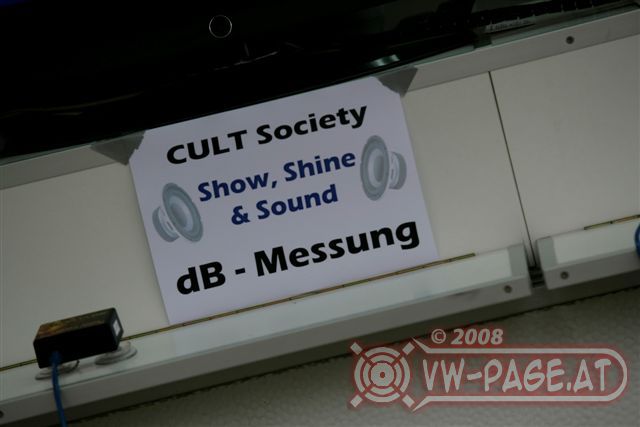 CULT Society
Show, Shine
& Sound
dB - Messung
© 2008
VW-PAGE.AT